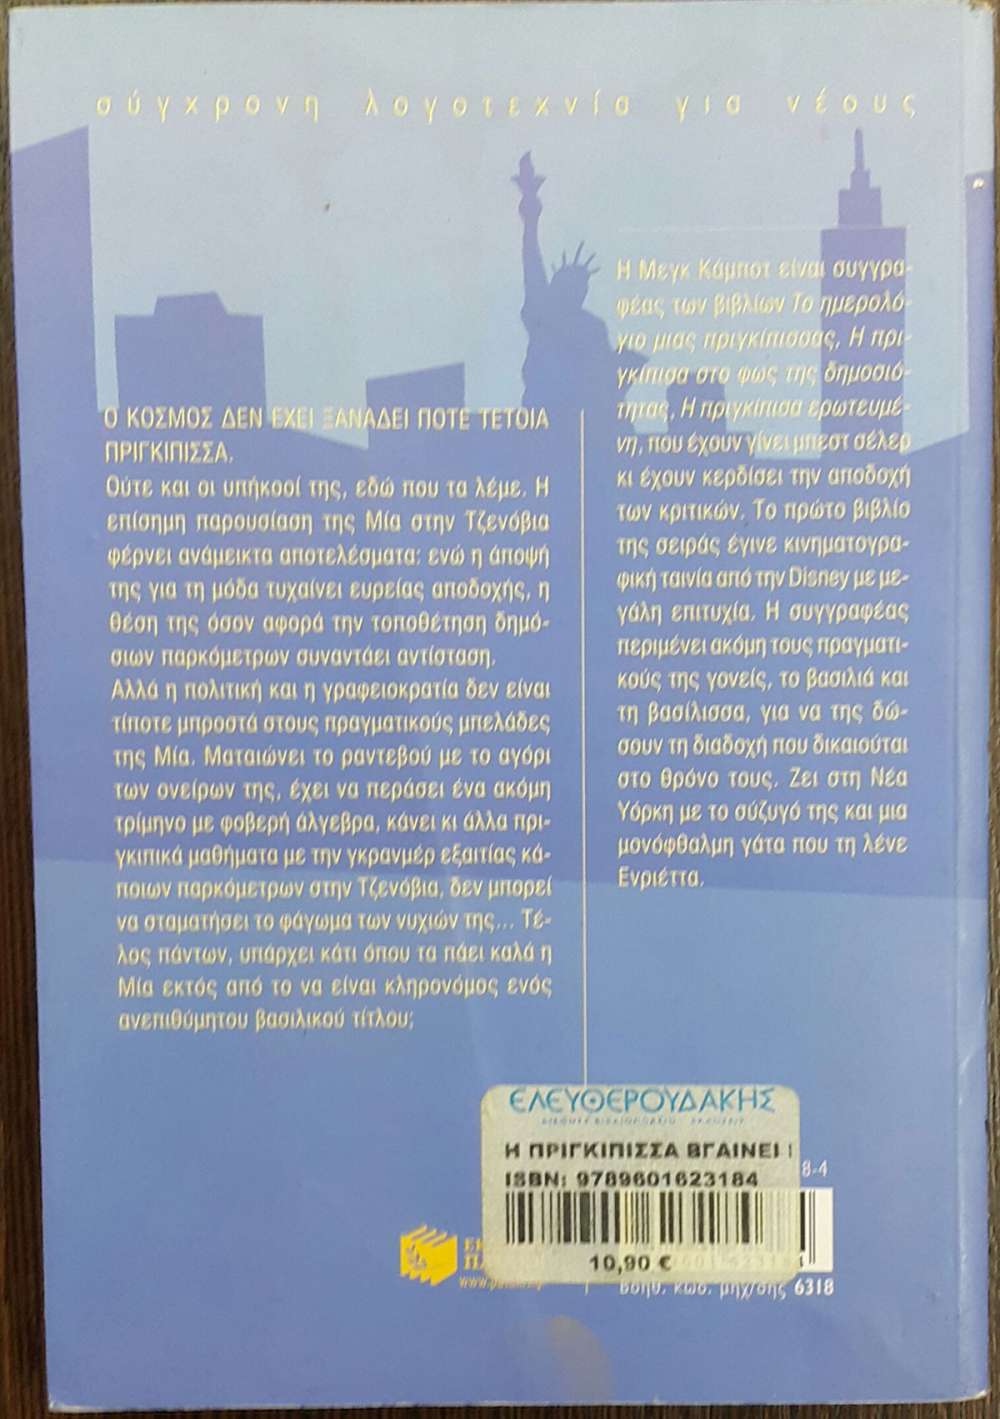 σύγχρονη λογοτεχνία για νέους
Ο ΚΟΣΜΟΣ ΔΕΝ ΕΧΕΙ ΞΑΝΑΔΕΙ ΠΟΤΕ ΤΕΤΟΙΑ
ΠΡΙΓΚΙΠΙΣΣΑ.
Ούτε και οι υπήκοοί της, εδώ που τα λέμε. Η
επίσημη παρουσίαση της Μία στην Τζενόβια
φέρνει ανάμεικτα αποτελέσματα: ενώ η άποψή
της για τη μόδα τυχαίνει ευρείας αποδοχής, η
θέση της όσον αφορά την τοποθέτηση δημό-
σιων παρκόμετρων συναντάει αντίσταση.
Αλλά η πολιτική και η γραφειοκρατία δεν είναι
τίποτε μπροστά στους πραγματικούς μπελάδες
της Μία. Ματαιώνει το ραντεβού με το αγόρι
των ονείρων της, έχει να περάσει ένα ακόμη
τρίμηνο με φοβερή άλγεβρα, κάνει κι άλλα πρι-
γκιπικά μαθήματα με την γκρανμέρ εξαιτίας κά-
ποιων παρκόμετρων στην Τζενόβια, δεν μπορεί
να σταματήσει το φάγωμα των νυχιών της... Τέ-
λος πάντων, υπάρχει κάτι όπου τα πάει καλά η
Μία εκτός από το να είναι κληρονόμος ενός
ανεπιθύμητου βασιλικού τίτλου;
Η Μεγκ Κάμποτ είναι συγγρα-
φέας των βιβλίων Το ημερολό-
γιο μιας πριγκίπισσας, Η πρι-
γκίπισα στο φως της δημοσιό-
τητας, Η πριγκίπισα ερωτευμέ-
νη, που έχουν γίνει μπεστ σέλερ
κι έχουν κερδίσει την αποδοχή
των κριτικών. Το πρώτο βιβλίο
της σειράς έγινε κινηματογρα-
φική ταινία από την Disney με με-
γάλη επιτυχία. Η συγγραφέας
περιμένει ακόμη τους πραγματι-
κούς της γονείς, το βασιλιά και
τη βασίλισσα, για να της δώ-
σουν τη διαδοχή που δικαιούται
στο θρόνο τους. Ζει στη Νέα
Υόρκη με το σύζυγό της και μια
μονόφθαλμη γάτα που τη λένε
Ενριέττα.
ΕΛΕΥΘΕΡΟΥΔΑΚΗΣ
Η ΠΡΙΓΚΙΠΙΣΣΑ ΒΓΑΙΝΕΙ
ISBN: 9789601623184
8-4
10,90 €
Βοηθ. κωδ. μηχ/σης 6318